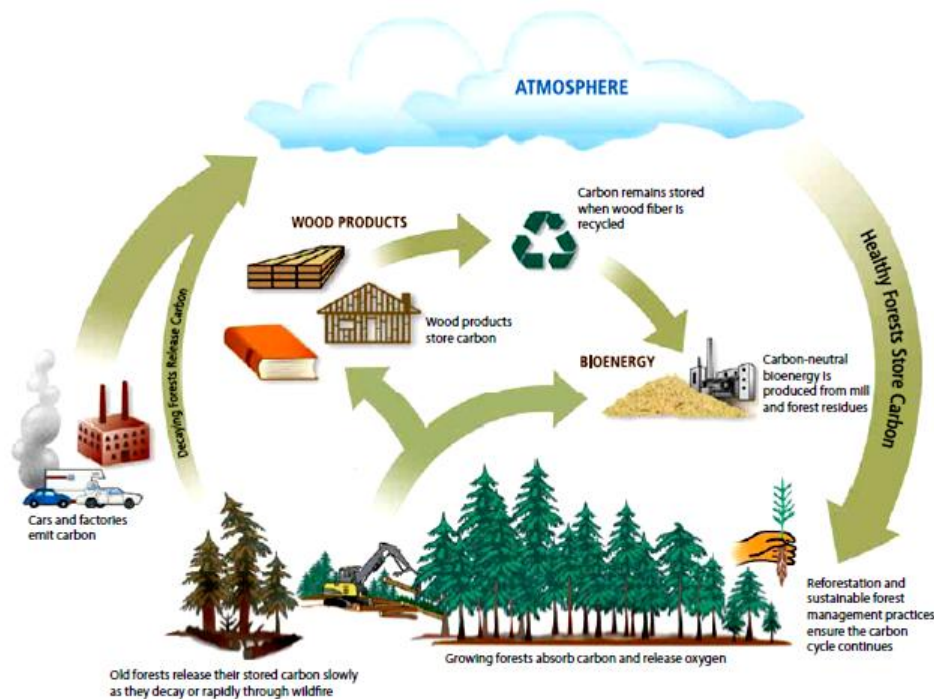 ATMOSPHERE
Carbon remains stored
when wood fiber is
recycled
WOOD PRODUCTS
Wood products
store carbon
BIOENERGY
Carbon-neutral
bioenergy is
produced from mill
and forest residues
Healthy Forests Store Carbon
Decaying Forests Release Carbon
Cars and factories
emit carbon
Reforestation and
sustainable forest
management practices
ensure the carbon
cycle continues
Growing forests absorb carbon and release oxygen
Old forests release their stored carbon slowly
as they decay or rapidly through wildfire